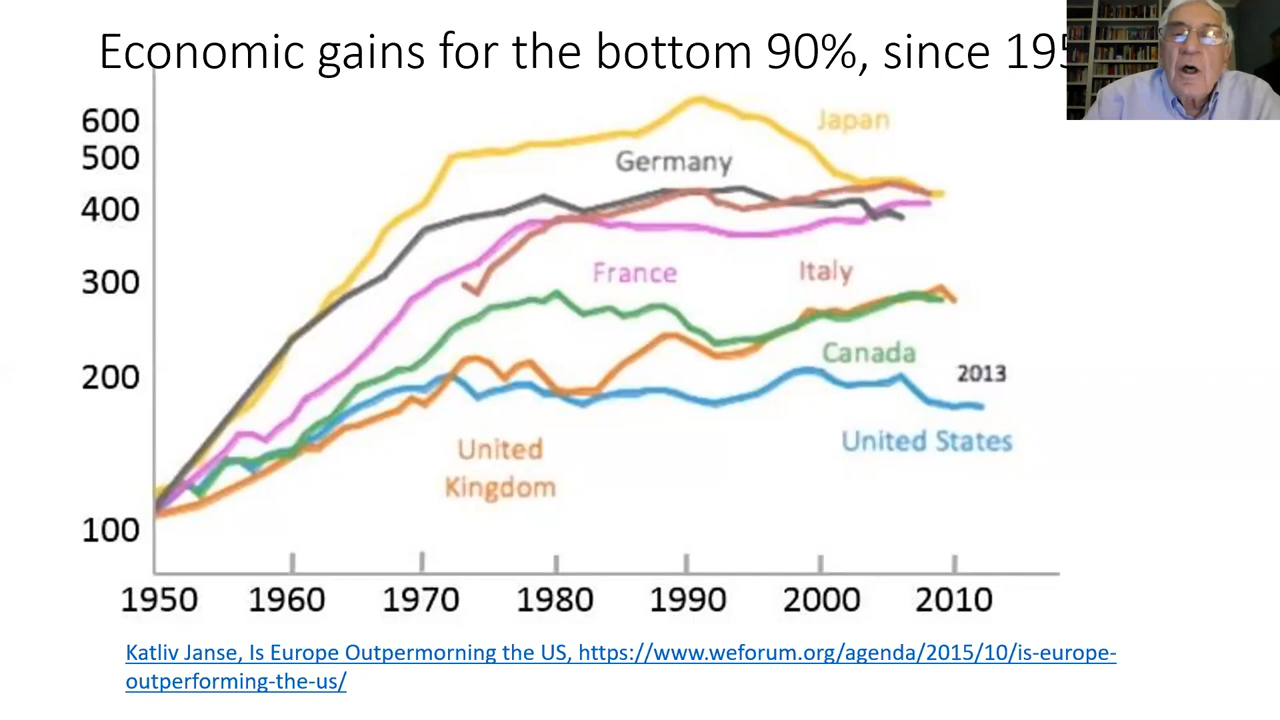 Economic gains for the bottom 90%, since 195
600
Japan
500
Germany
400
300
France
Italy
Canada
200
2013
United States
United
Kingdom
100
1950 1960 1970 1980 1990 2000 2010
Katliv Janse, Is Europe Outpermorning the US, https://www.weforum.org/agenda/2015/10/is-europe-
outperforming-the-us/